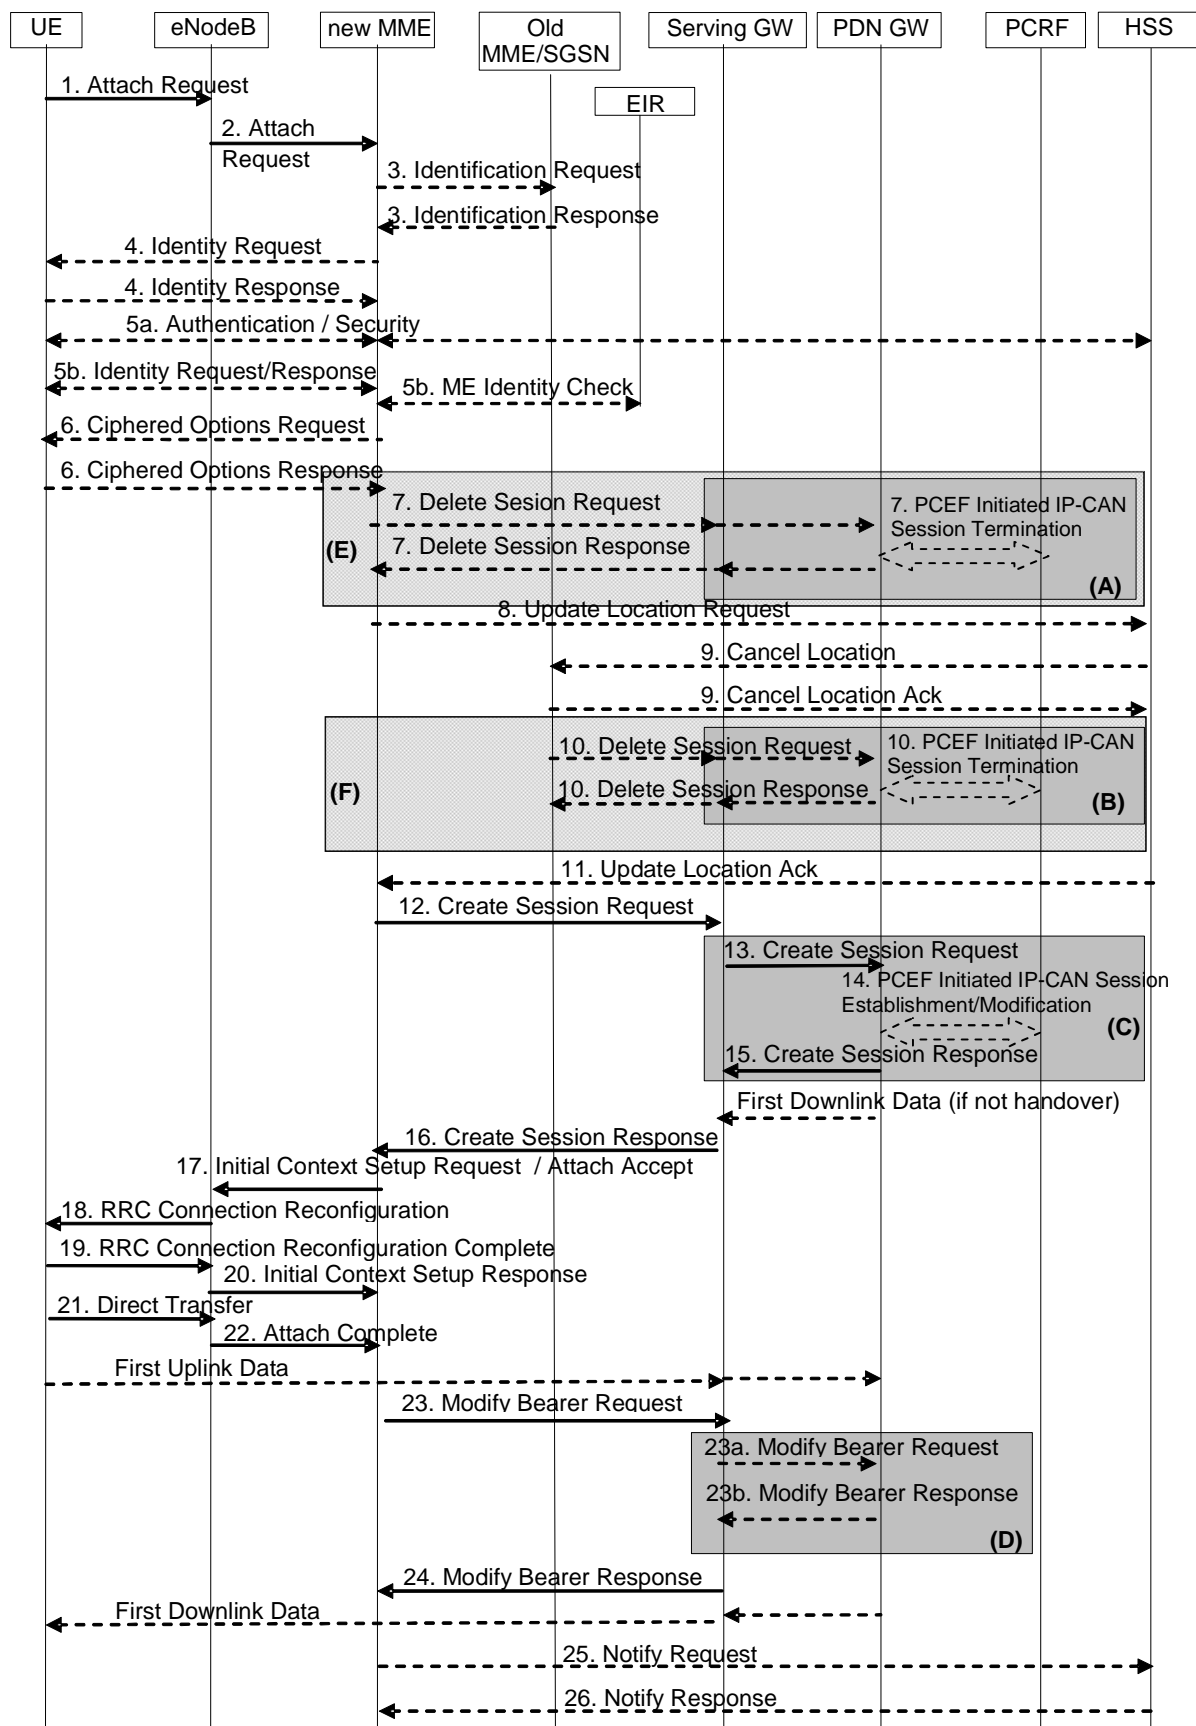 UE
eNodeB
new MME
Old
MME/SGSN
Serving GW
PDN GW
PCRF
HSS
EIR
1. Attach Request
2. Attach
Request
3. Identification Request
3. Identification Response
4. Identity Request
4. Identity Response
5a. Authentication / Security
5b. Identity Request/Response
5b. ME Identity Check
6. Ciphered Options Request
6. Ciphered Options Response
7. Delete Sesion Request
7. PCEF Initiated IP-CAN
Session Termination
(E)
7. Delete Session Response
(A)
8. Update Location Request
9. Cancel Location
9. Cancel Location Ack
10. Delete Session Request
10. PCEF Initiated IP-CAN
Session Termination
(F)
10. Delete Session Response
(B)
11. Update Location Ack
12. Create Session Request
13. Create Session Request
14. PCEF Initiated IP-CAN Session
Establishment/Modification
(C)
15. Create Session Response
First Downlink Data (if not handover)
16. Create Session Response
17. Initial Context Setup Request / Attach Accept
18. RRC Connection Reconfiguration
19. RRC Connection Reconfiguration Complete
20. Initial Context Setup Response
21. Direct Transfer
22. Attach Complete
First Uplink Data
23. Modify Bearer Request
23a. Modify Bearer Request
23b. Modify Bearer Response
(D)
24. Modify Bearer Response
First Downlink Data
25. Notify Request
26. Notify Response